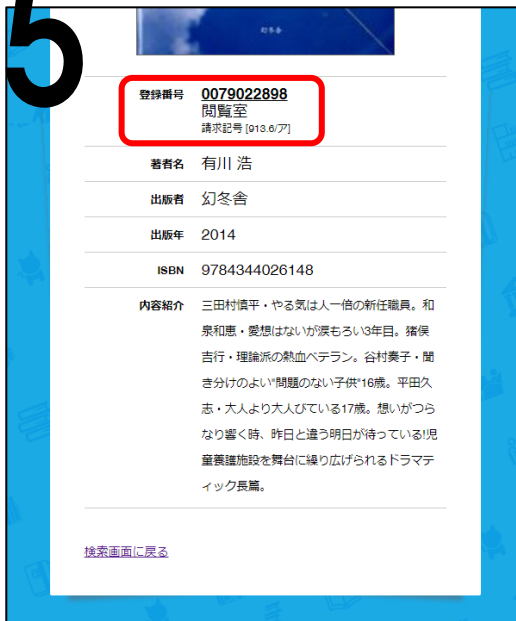 5
幻冬舎
登録番号 0079022898
閲覧室
請求記号 [913.6/ア]
著者名 有川 浩
出版者 幻冬舎
出版年 2014
ISBN 9784344026148
内容紹介 三田村慎平・やる気は人一倍の新任職員。和
泉和恵・愛想はないが涙もろい3年目。猪俣
吉行・理論派の熱血ベテラン。谷村奏子・聞
き分けのよい"問題のない子供"16歳。平田久
志・大人より大人びている17歳。想いがつら
なり響く時、昨日と違う明日が待っている!児
童養護施設を舞台に繰り広げられるドラマテ
ィック長篇。
検索画面に戻る